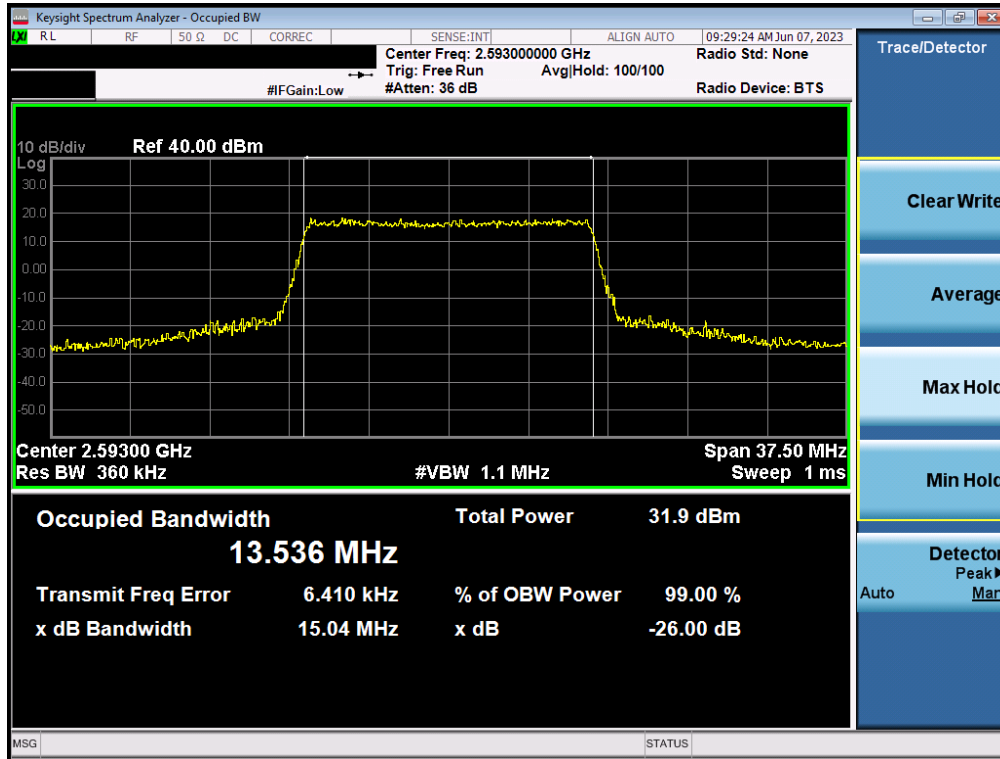 Keysight Spectrum Analyzer - Occupied BW
LXI RL RF 50 Ω DC CORREC SENSE:INT ALIGN AUTO 09:29:24 AM Jun 07, 2023
Center Freq: 2.593000000 GHz Radio Std: None
Trig: Free Run Avg|Hold: 100/100
#IFGain:Low #Atten: 36 dB Radio Device: BTS
Trace/Detector
10 dB/div Ref 40.00 dBm
Log
30.0
20.0
10.0
0.00
-10.0
-20.0
-30.0
-40.0
-50.0
Center 2.59300 GHz Span 37.50 MHz
Res BW 360 kHz #VBW 1.1 MHz Sweep 1 ms
Occupied Bandwidth Total Power 31.9 dBm
13.536 MHz
Transmit Freq Error 6.410 kHz % of OBW Power 99.00 %
x dB Bandwidth 15.04 MHz x dB -26.00 dB
Clear Write
Average
Max Hold
Min Hold
Detector
Peak
Auto Man
MSG STATUS